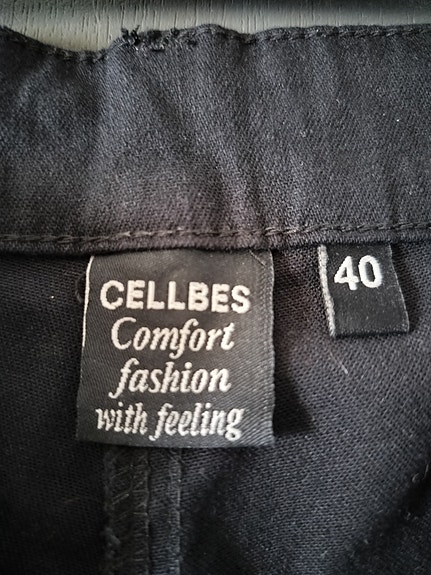 CELLBES
Comfort
fashion
with feeling
40